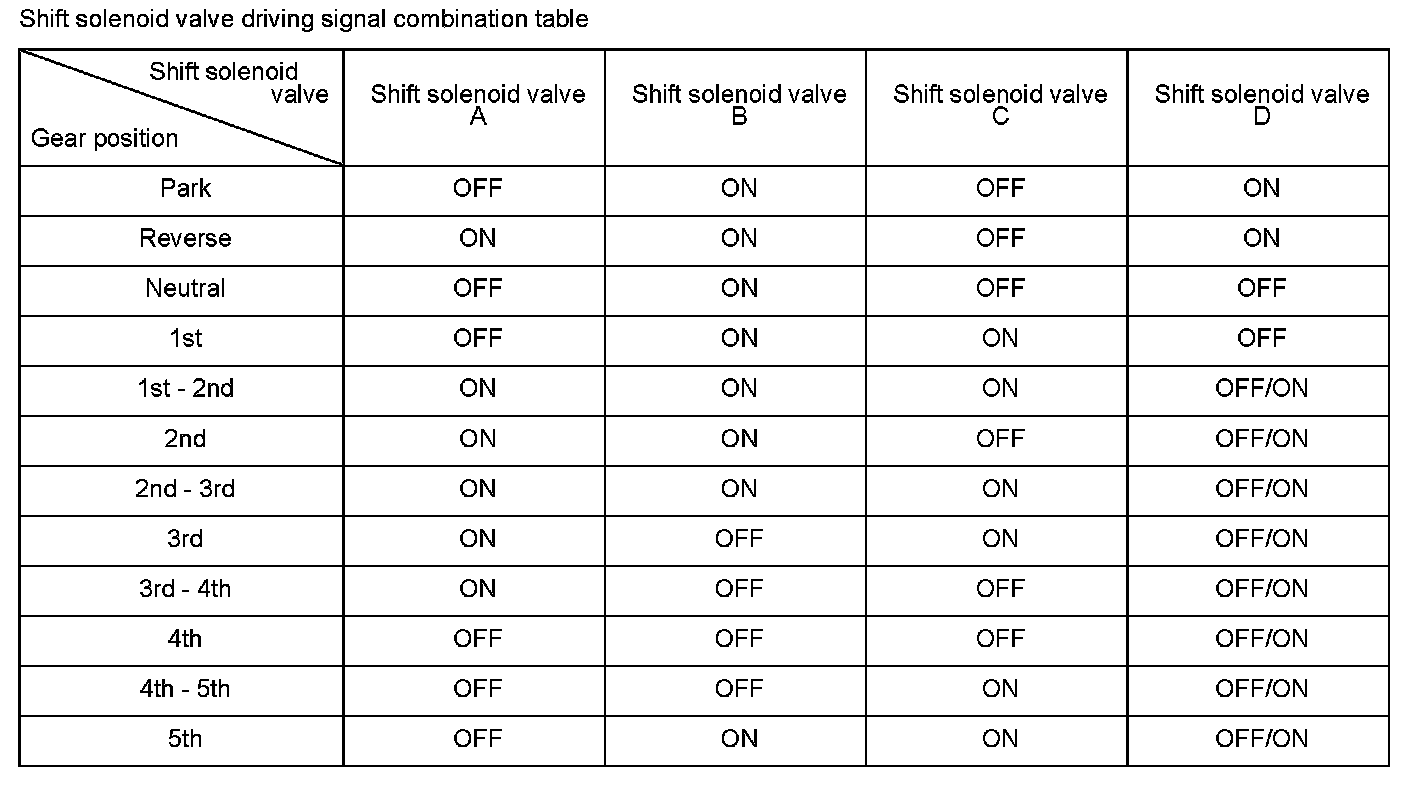 Shift solenoid valve driving signal combination table
Shift solenoid
valve
Gear position
Shift solenoid valve
A
Shift solenoid valve
B
Shift solenoid valve
C
Shift solenoid valve
D
Park OFF ON OFF ON
Reverse ON ON OFF ON
Neutral OFF ON OFF OFF
1st OFF ON ON OFF
1st - 2nd ON ON ON OFF/ON
2nd ON ON OFF OFF/ON
2nd - 3rd ON ON ON OFF/ON
3rd ON OFF ON OFF/ON
3rd - 4th ON OFF OFF OFF/ON
4th OFF OFF OFF OFF/ON
4th - 5th OFF OFF ON OFF/ON
5th OFF ON ON OFF/ON